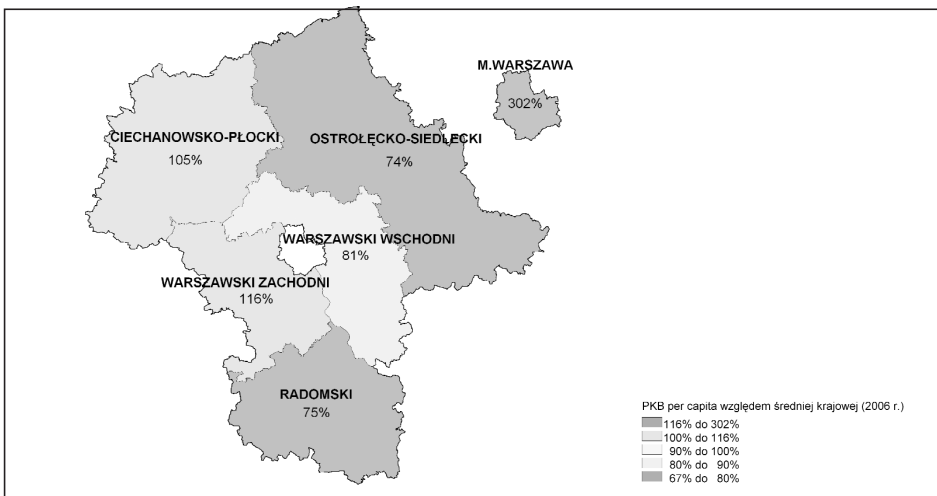 M.WARSZAWA
302%
CIECHANOWSKO-PŁOCKI
105%
OSTROŁĘCKO-SIEDLECKI
74%
WARSZAWSKI WSCHODNI
81%
WARSZAWSKI ZACHODNI
116%
RADOMSKI
75%
PKB per capita względem średniej krajowej (2006 r.)
116% do 302%
100% do 116%
90% do 100%
80% do 90%
67% do 80%